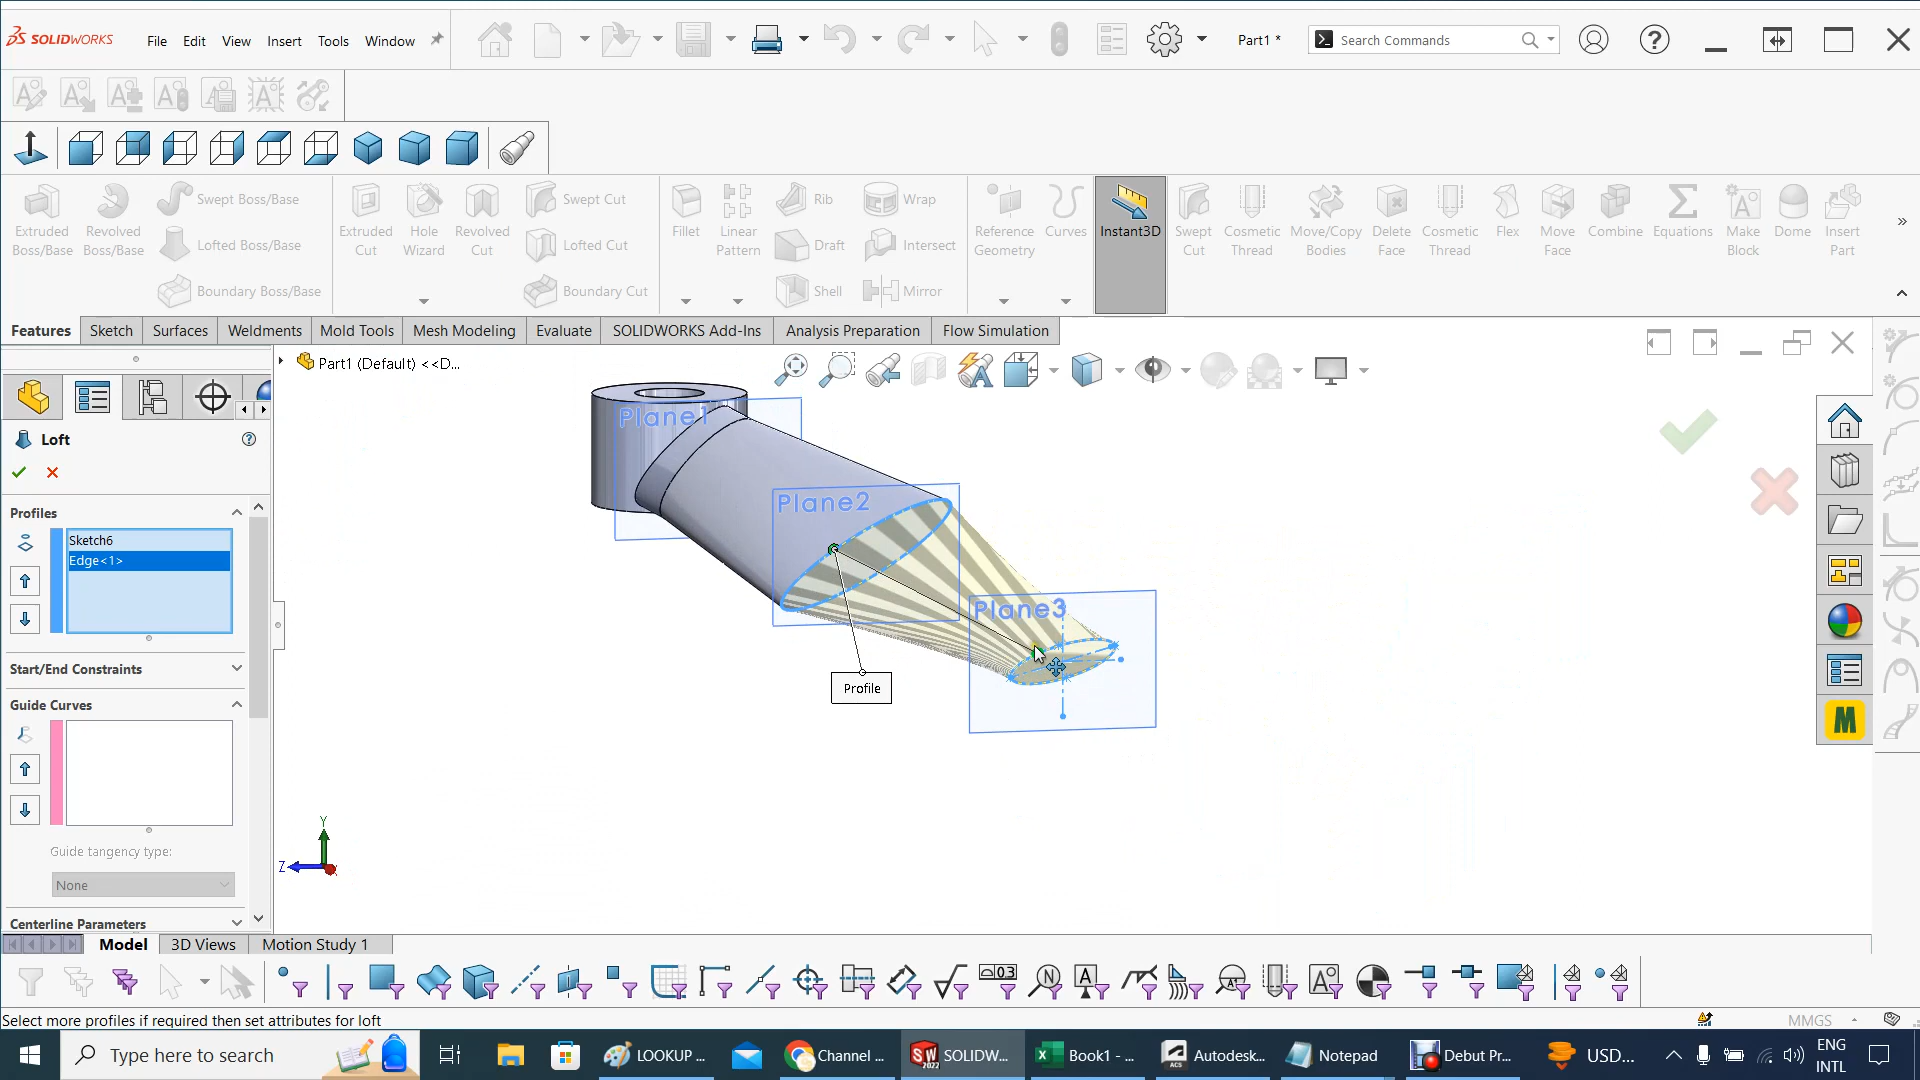 SOLIDWORKS
File Edit View Insert Tools Window
Part1 *
Search Commands
Extruded Boss/Base
Revolved Boss/Base
Swept Boss/Base
Lofted Boss/Base
Boundary Boss/Base
Extruded Cut
Hole Wizard
Revolved Cut
Swept Cut
Lofted Cut
Boundary Cut
Fillet
Linear Pattern
Rib
Draft
Shell
Wrap
Intersect
Mirror
Reference Geometry
Curves
Instant3D
Swept Cut
Cosmetic Thread
Move/Copy Bodies
Delete Face
Cosmetic Thread
Flex
Move Face
Combine
Equations
Make Block
Dome
Insert Part
Features Sketch Surfaces Weldments Mold Tools Mesh Modeling Evaluate SOLIDWORKS Add-Ins Analysis Preparation Flow Simulation
Part1 (Default) <<D...
Loft
Profiles
Sketch6
Edge<1>
Start/End Constraints
Guide Curves
Guide tangency type:
None
Centerline Parameters
Plane1
Plane2
Plane3
Profile
Y
Z
M
Model 3D Views Motion Study 1
Select more profiles if required then set attributes for loft
MMGS
Type here to search
LOOKUP ...
Channel ...
SOLIDW...
Book1 - ...
Autodesk...
Notepad
Debut Pr...
USD...
ENG
INTL